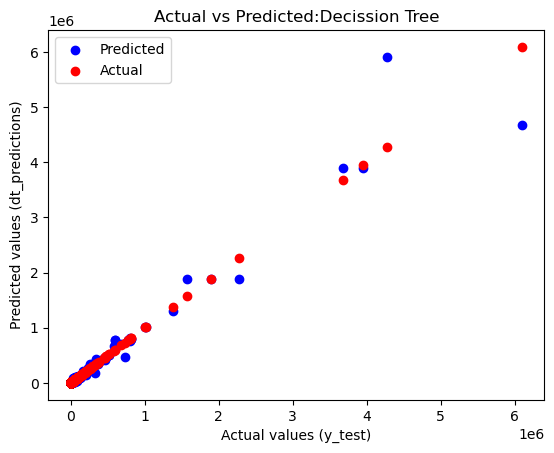 Actual vs Predicted:Decission Tree
1e6
Predicted
Actual
6
5
4
3
2
1
0
Predicted values (dt_predictions)
0 1 2 3 4 5 6
1e6
Actual values (y_test)